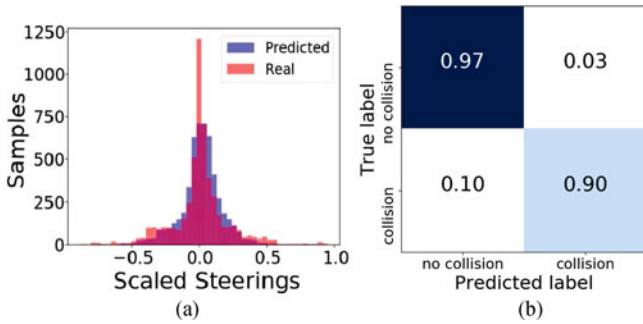 1250
1000
750
500
250
0
Samples
Predicted
Real
−0.5 0.0 0.5 1.0
Scaled Steerings
(a)
True label
no collision
collision
0.97 0.03
0.10 0.90
no collision collision
Predicted label
(b)